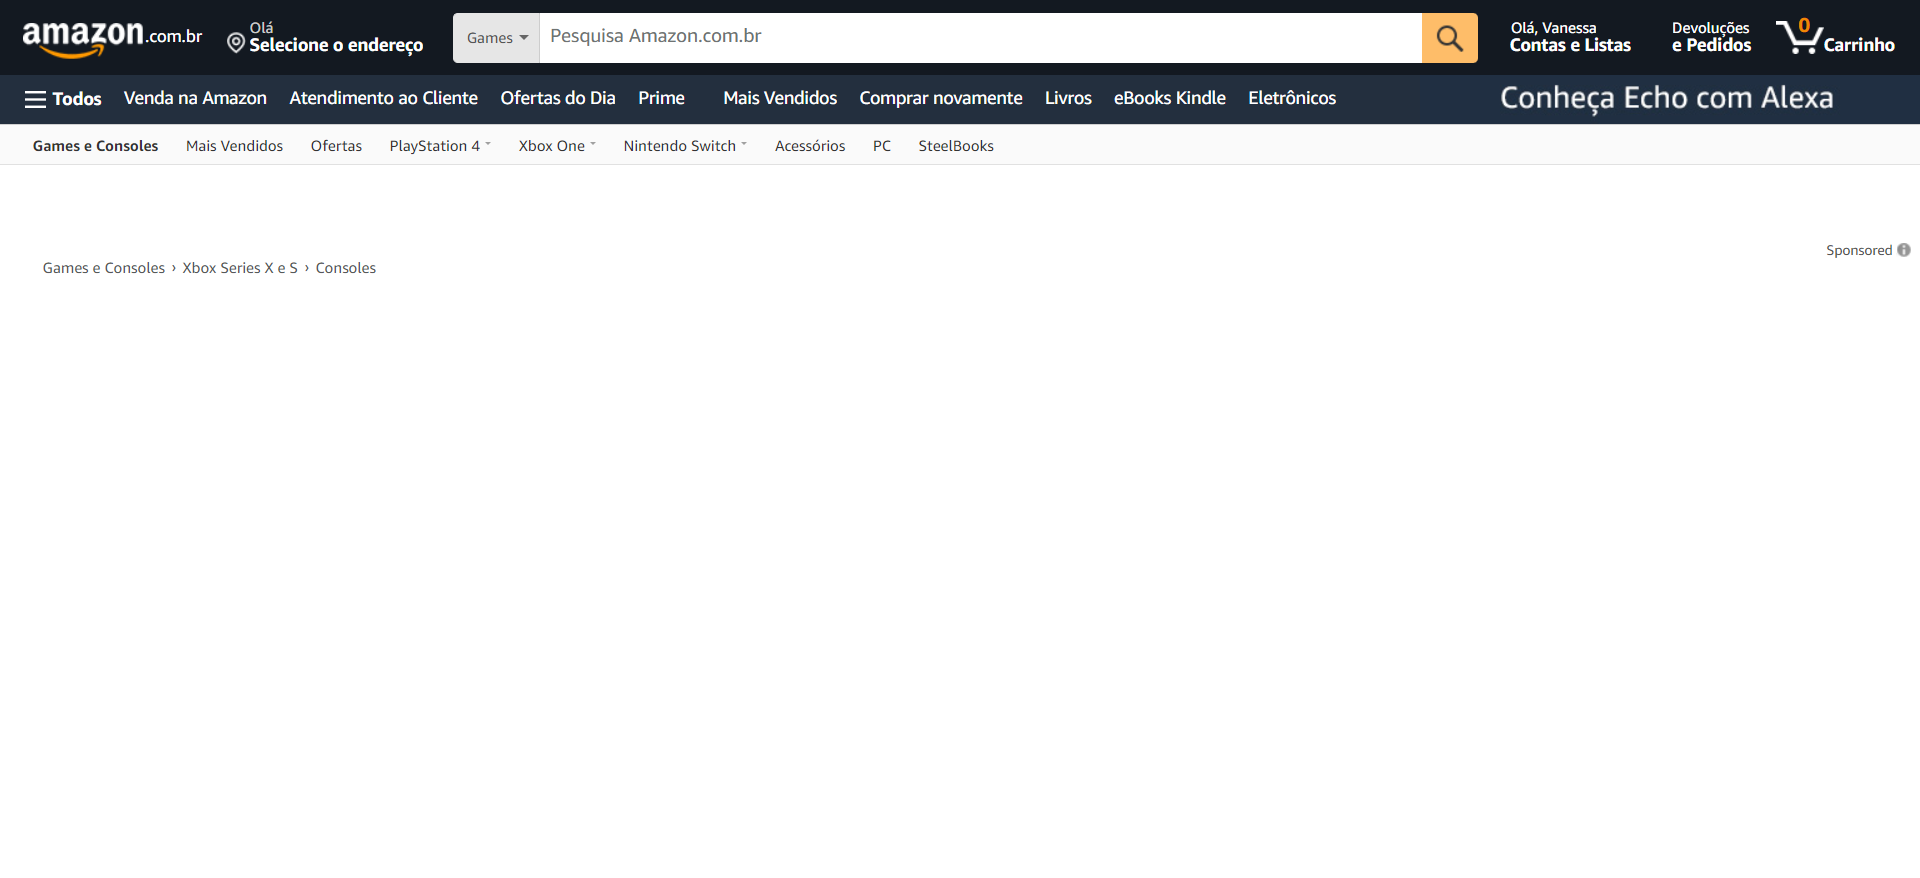 amazon.com.br
Olá
Selecione o endereço
Games
Pesquisa Amazon.com.br
Olá, Vanessa
Contas e Listas
Devoluções
e Pedidos
0
Carrinho
Todos Venda na Amazon Atendimento ao Cliente Ofertas do Dia Prime Mais Vendidos Comprar novamente Livros eBooks Kindle Eletrônicos Conheça Echo com Alexa
Games e Consoles Mais Vendidos Ofertas PlayStation 4 Xbox One Nintendo Switch Acessórios PC SteelBooks
Sponsored
Games e Consoles › Xbox Series X e S › Consoles